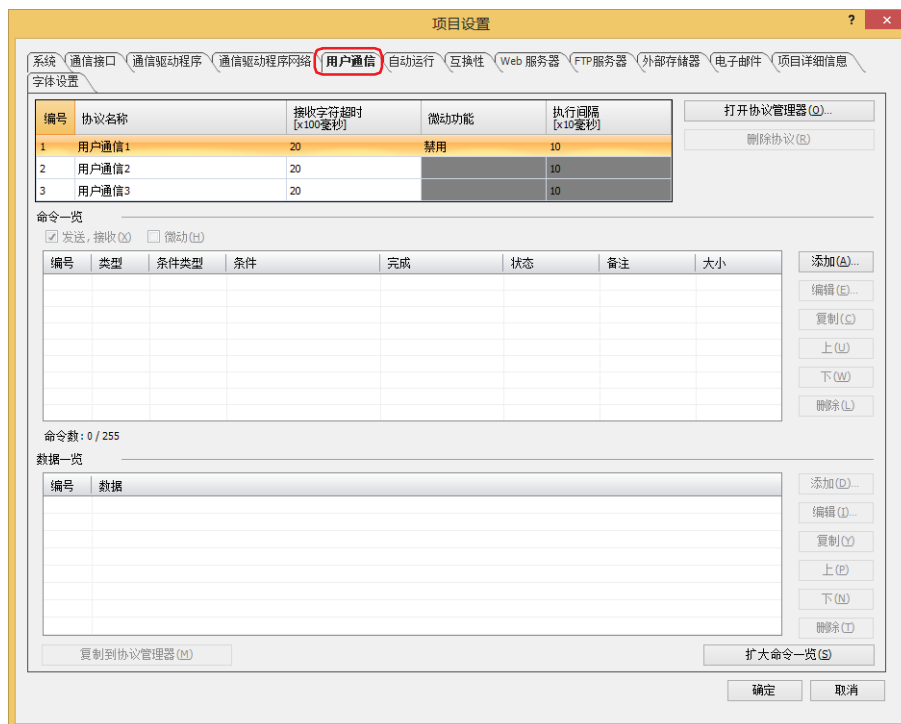 项目设置
? ×
系统 通信接口 通信驱动程序 通信驱动程序网络 用户通信 自动运行 互换性 Web 服务器 FTP服务器 外部存储器 电子邮件 项目详细信息
字体设置
编号 协议名称 接收字符超时 [x100毫秒] 微动功能 执行间隔 [x10毫秒]
1 用户通信1 20 禁用 10
2 用户通信2 20 10
3 用户通信3 20 10
打开协议管理器(O)...
删除协议(R)
命令一览
发送, 接收(X) 微动(H)
编号 类型 条件类型 条件 完成 状态 备注 大小
添加(A)...
编辑(E)...
复制(C)
上(U)
下(W)
删除(L)
命令数: 0 / 255
数据一览
编号 数据
添加(D)...
编辑(I)...
复制(Y)
上(P)
下(N)
删除(T)
复制到协议管理器(M) 扩大命令一览(S)
确定 取消